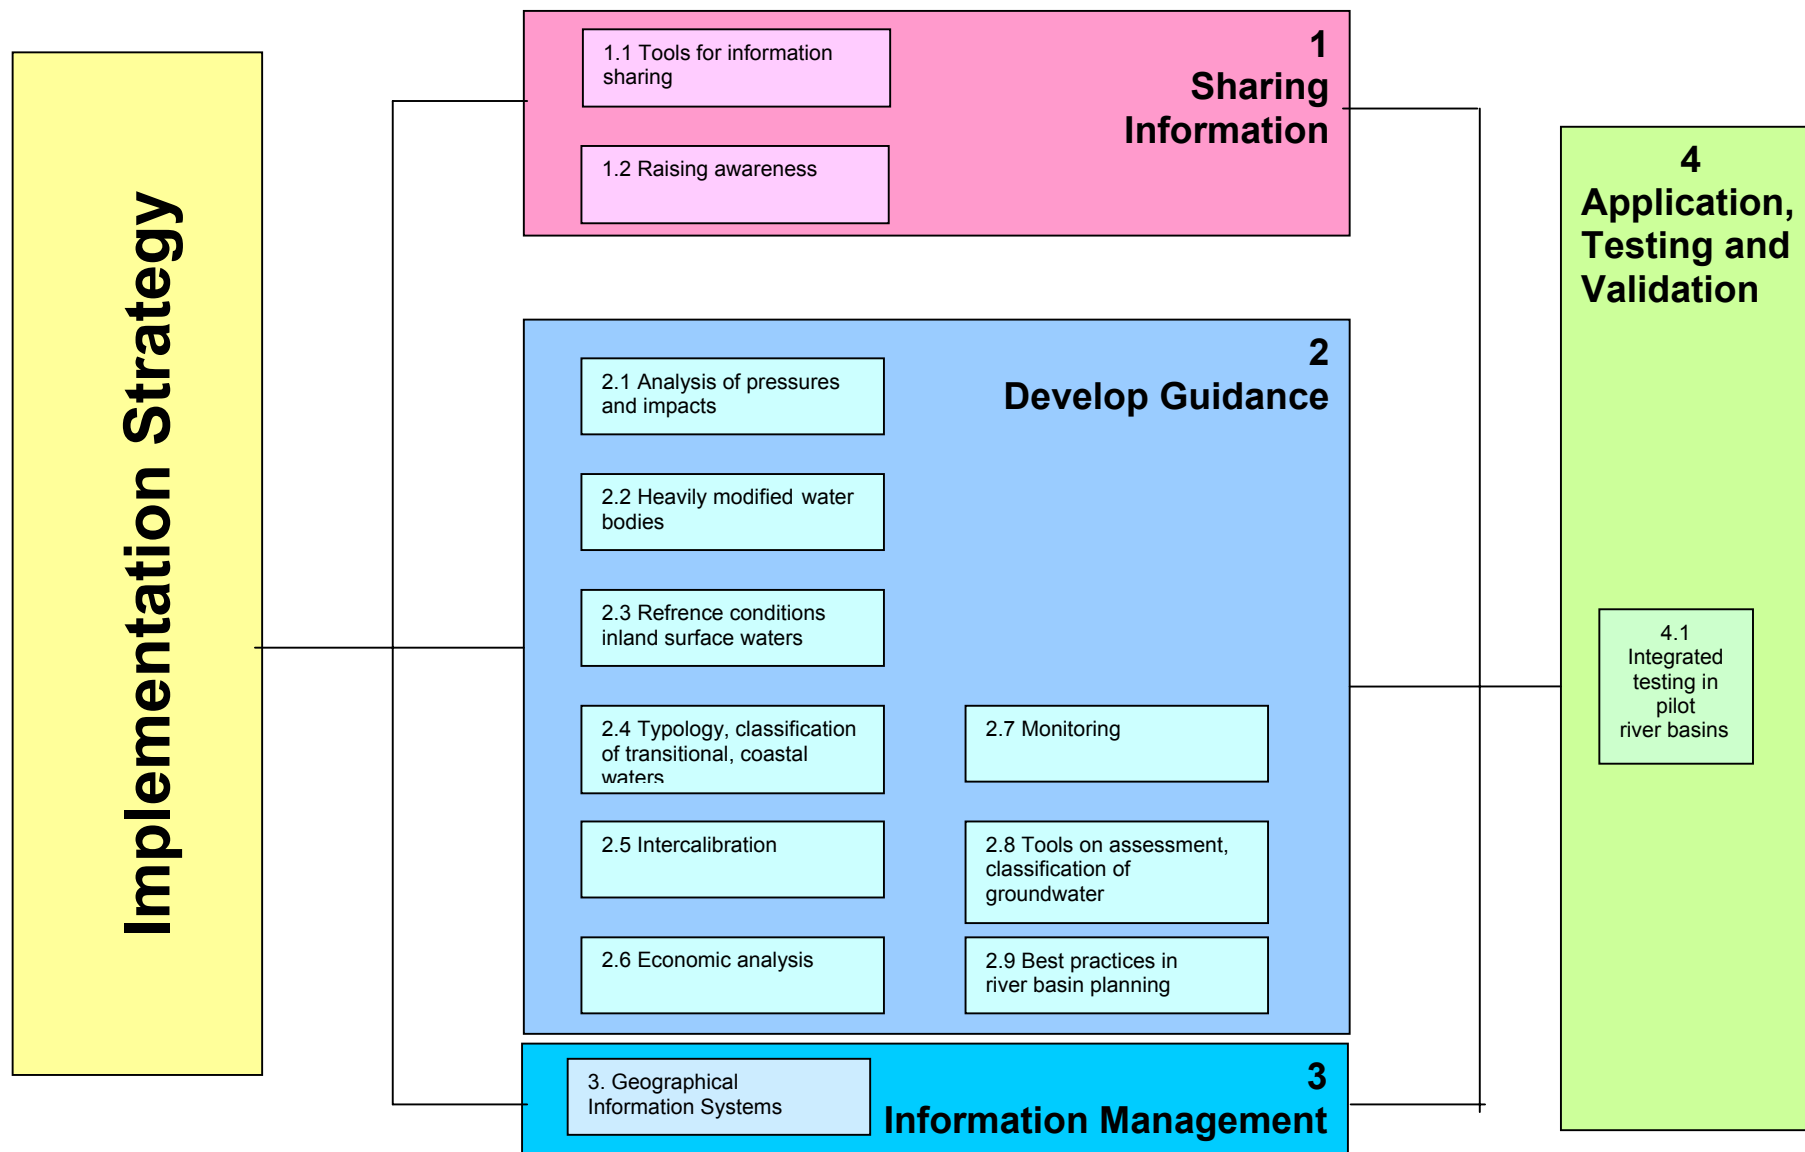 Implementation Strategy
1.1 Tools for information
sharing
1.2 Raising awareness
1
Sharing
Information
2.1 Analysis of pressures
and impacts
2.2 Heavily modified water
bodies
2.3 Refrence conditions
inland surface waters
2.4 Typology, classification
of transitional, coastal
waters
2.5 Intercalibration
2.6 Economic analysis
2
Develop Guidance
2.7 Monitoring
2.8 Tools on assessment,
classification of
groundwater
2.9 Best practices in
river basin planning
3. Geographical
Information Systems
3
Information Management
4
Application,
Testing and
Validation
4.1
Integrated
testing in
pilot
river basins